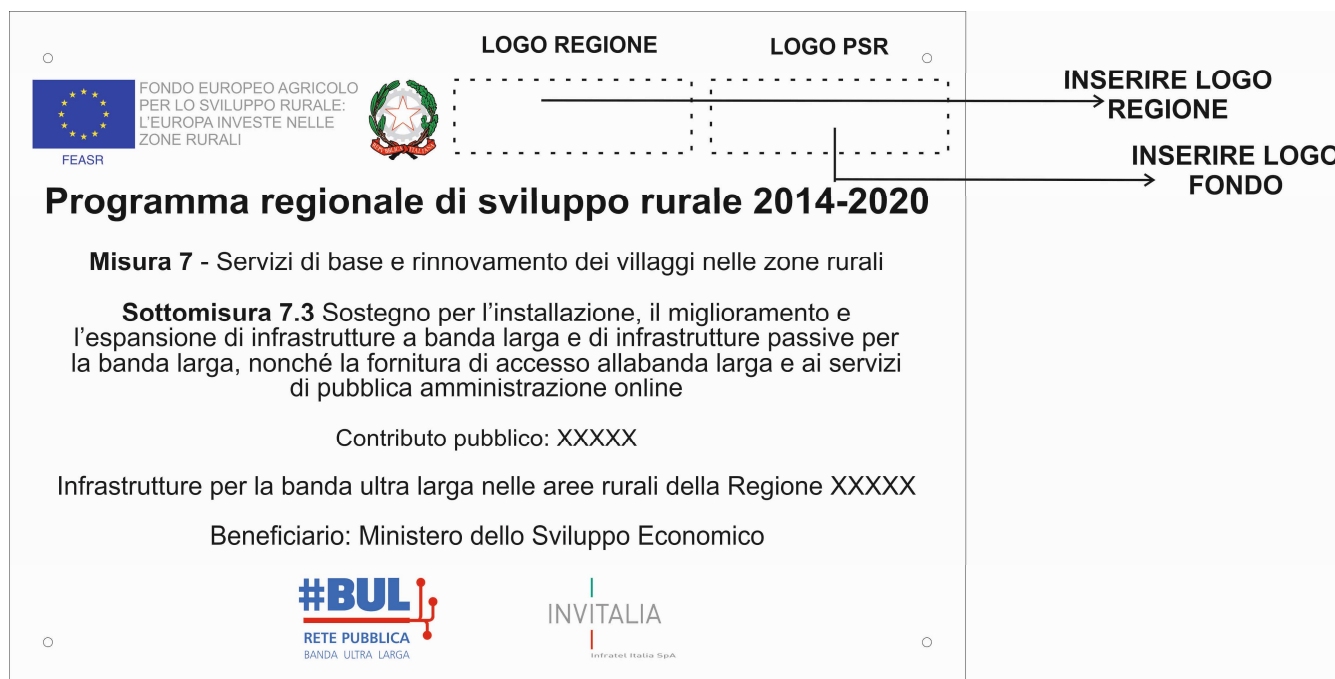 LOGO REGIONE
LOGO PSR
FONDO EUROPEO AGRICOLO
PER LO SVILUPPO RURALE:
L'EUROPA INVESTE NELLE
ZONE RURALI
FEASR
REPUBBLICA ITALIANA
INSERIRE LOGO
REGIONE
INSERIRE LOGO
FONDO
Programma regionale di sviluppo rurale 2014-2020
Misura 7 - Servizi di base e rinnovamento dei villaggi nelle zone rurali
Sottomisura 7.3 Sostegno per l’installazione, il miglioramento e
l’espansione di infrastrutture a banda larga e di infrastrutture passive per
la banda larga, nonché la fornitura di accesso allabanda larga e ai servizi
di pubblica amministrazione online
Contributo pubblico: XXXXX
Infrastrutture per la banda ultra larga nelle aree rurali della Regione XXXXX
Beneficiario: Ministero dello Sviluppo Economico
#BUL
RETE PUBBLICA
BANDA ULTRA LARGA
INVITALIA
Infratel Italia SpA